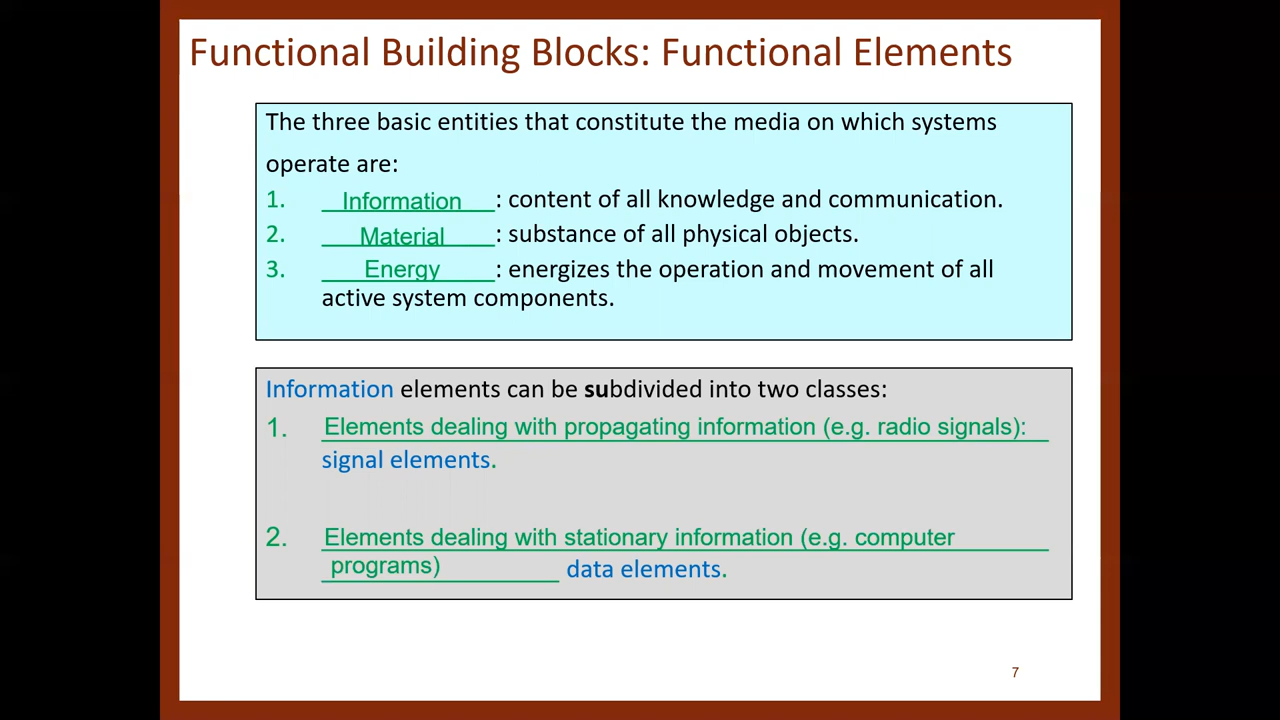 Functional Building Blocks: Functional Elements
The three basic entities that constitute the media on which systems
operate are:
1. Information : content of all knowledge and communication.
2. Material : substance of all physical objects.
3. Energy : energizes the operation and movement of all
active system components.
Information elements can be subdivided into two classes:
1. Elements dealing with propagating information (e.g. radio signals):
signal elements.
2. Elements dealing with stationary information (e.g. computer
programs) data elements.
7